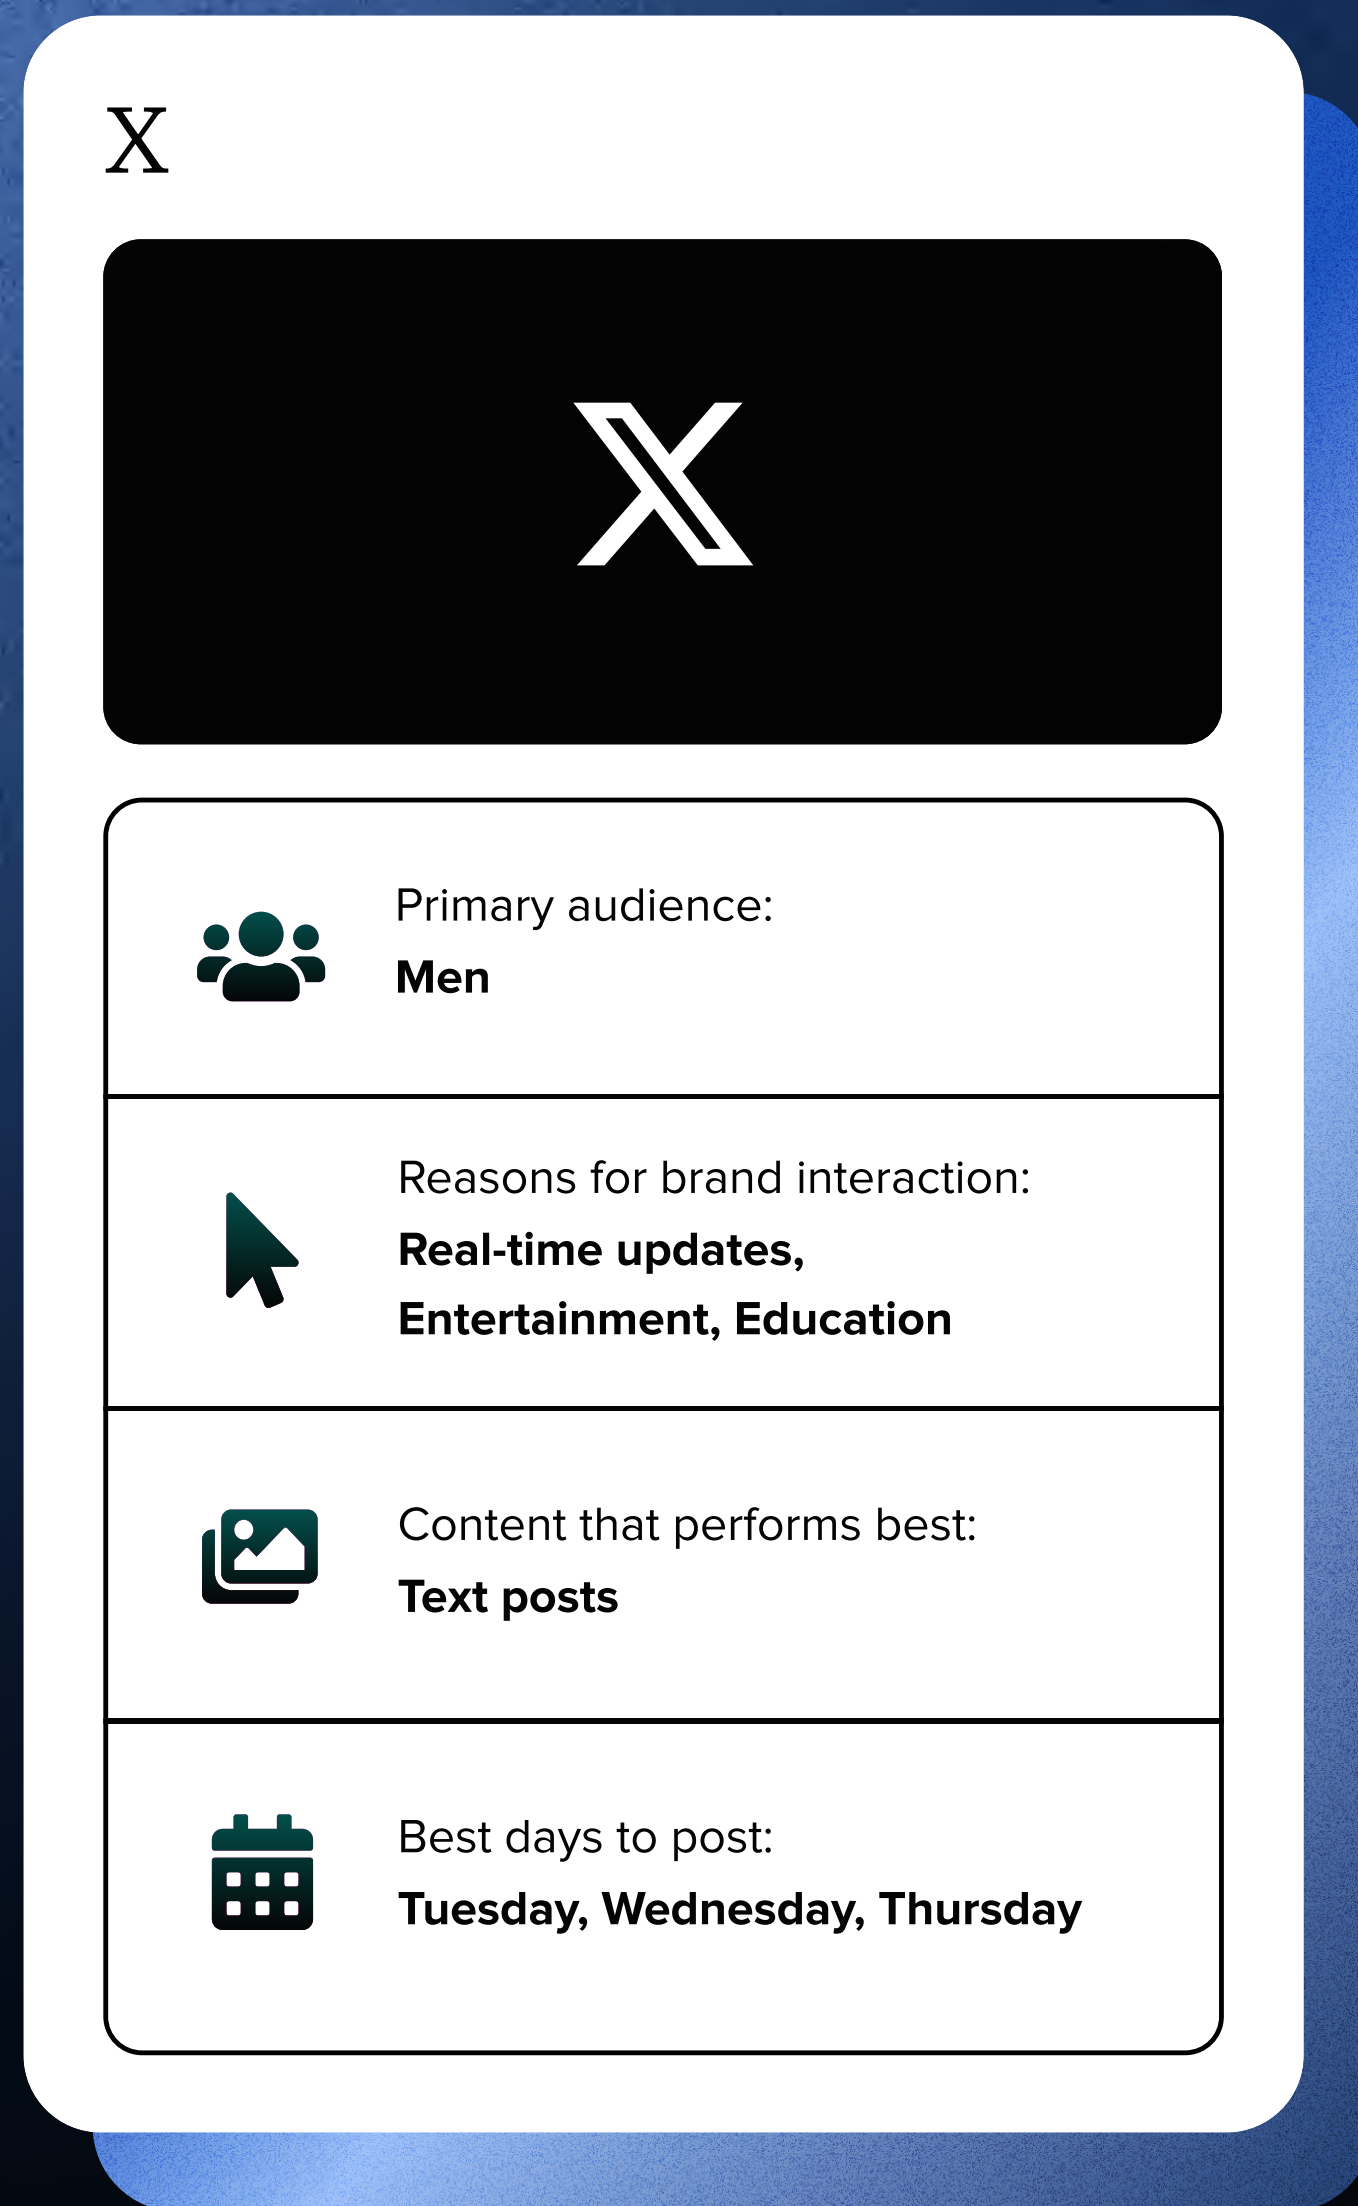 X
Primary audience:
Men
Reasons for brand interaction:
Real-time updates,
Entertainment, Education
Content that performs best:
Text posts
Best days to post:
Tuesday, Wednesday, Thursday